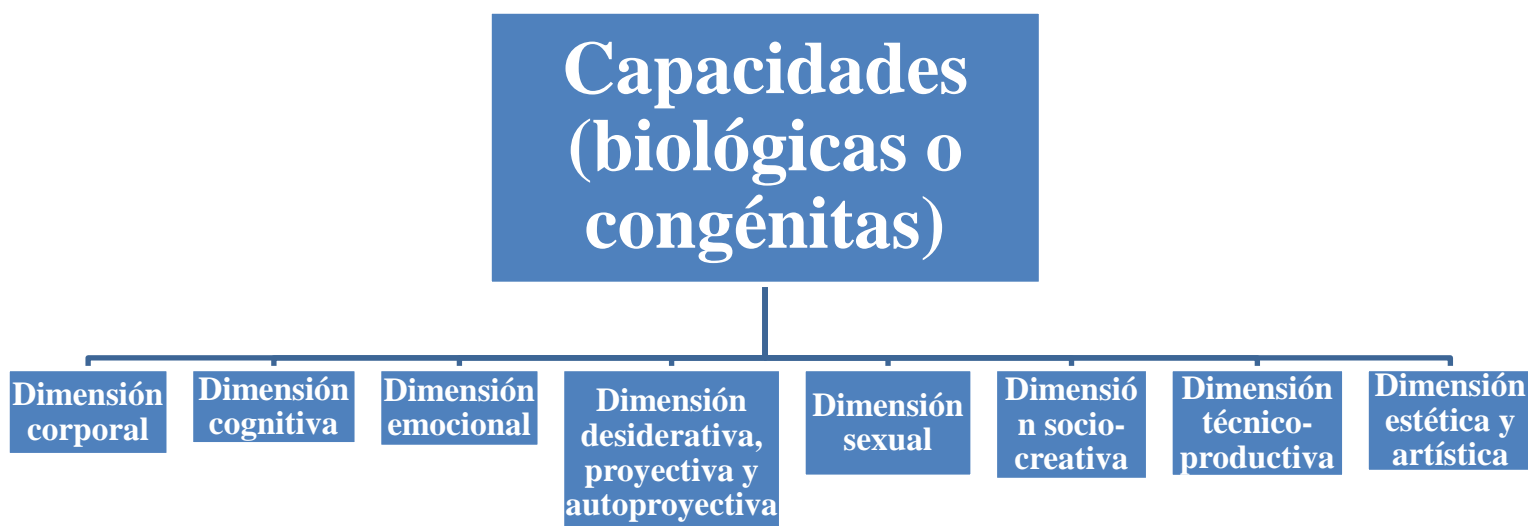 Capacidades
(biológicas o
congénitas)
Dimensión
corporal
Dimensión
cognitiva
Dimensión
emocional
Dimensión
desiderativa,
proyectiva y
autoproyectiva
Dimensión
sexual
Dimensió
n socio-
creativa
Dimensión
técnico-
productiva
Dimensión
estética y
artística